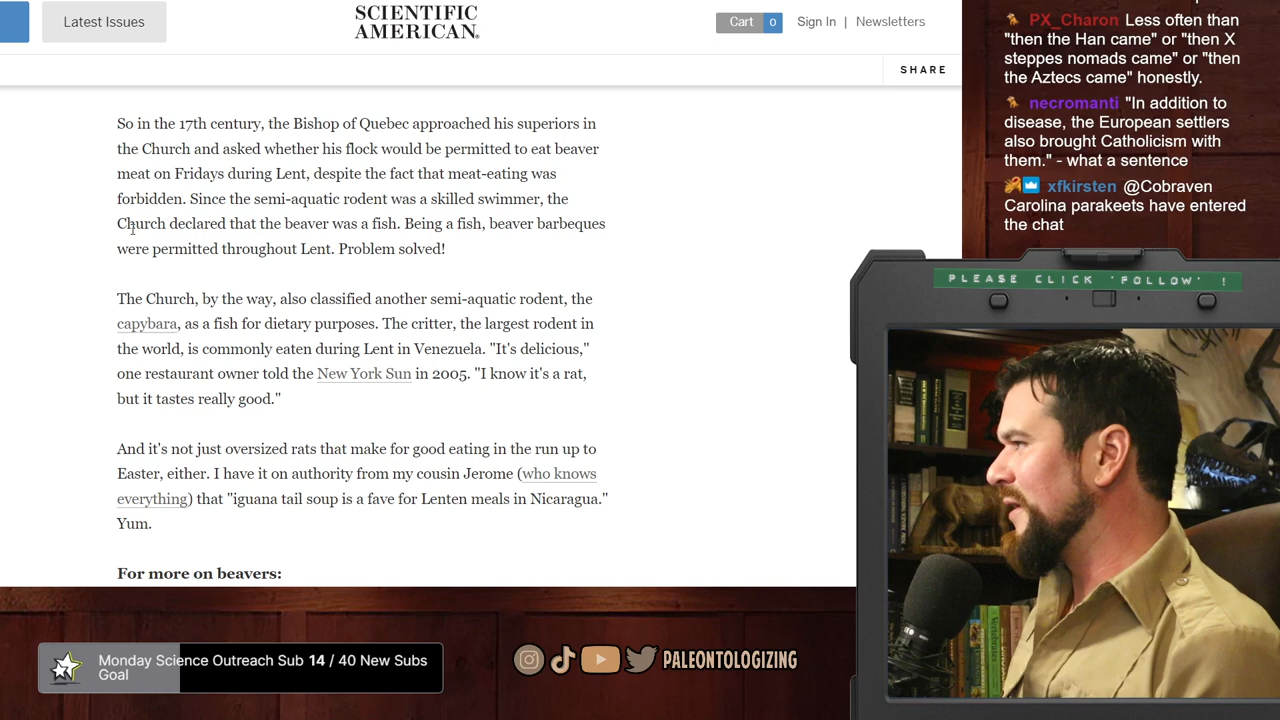 Latest Issues
SCIENTIFIC
AMERICAN
Cart 0 Sign In | Newsletters
SHARE
So in the 17th century, the Bishop of Quebec approached his superiors in
the Church and asked whether his flock would be permitted to eat beaver
meat on Fridays during Lent, despite the fact that meat-eating was
forbidden. Since the semi-aquatic rodent was a skilled swimmer, the
Church declared that the beaver was a fish. Being a fish, beaver barbeques
were permitted throughout Lent. Problem solved!
The Church, by the way, also classified another semi-aquatic rodent, the
capybara, as a fish for dietary purposes. The critter, the largest rodent in
the world, is commonly eaten during Lent in Venezuela. "It's delicious,"
one restaurant owner told the New York Sun in 2005. "I know it's a rat,
but it tastes really good."
And it's not just oversized rats that make for good eating in the run up to
Easter, either. I have it on authority from my cousin Jerome (who knows
everything) that "iguana tail soup is a fave for Lenten meals in Nicaragua."
Yum.
For more on beavers:
PX_Charon Less often than
"then the Han came" or "then X
steppes nomads came" or "then
the Aztecs came" honestly.
necromanti "In addition to
disease, the European settlers
also brought Catholicism with
them." - what a sentence
xfkirsten @Cobraven
Carolina parakeets have entered
the chat
PLEASE CLICK 'FOLLOW' !
Monday Science Outreach Sub 14 / 40 New Subs
Goal
PALEONTOLOGIZING